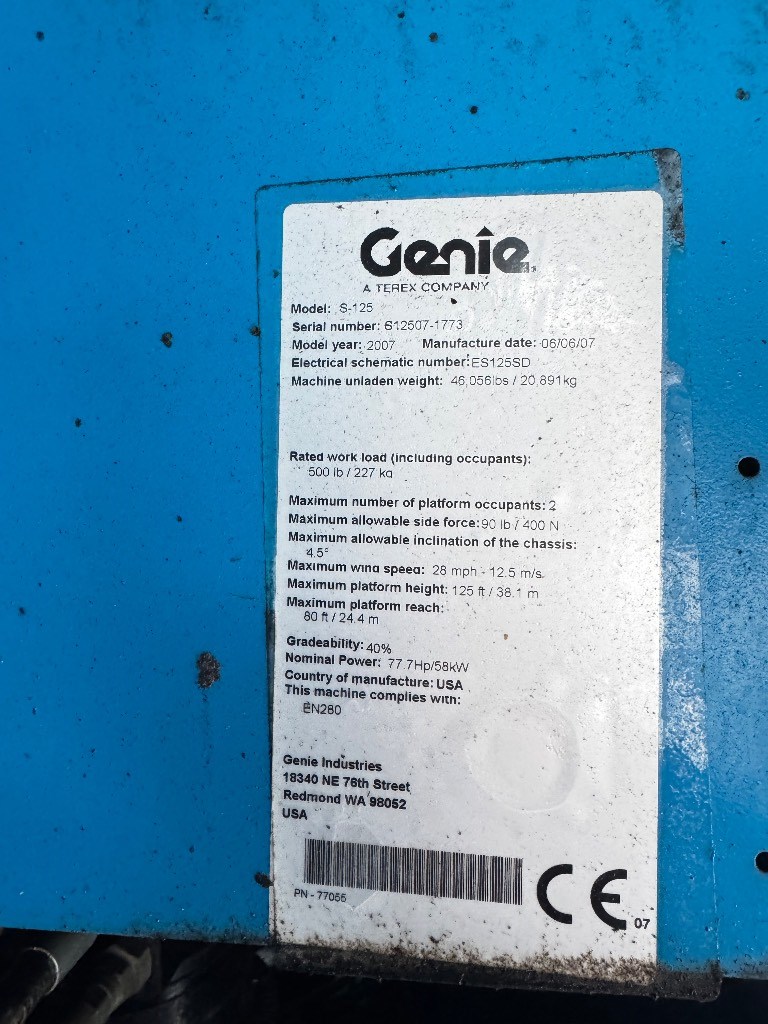 Genie
A TEREX COMPANY
Model: S-125
Serial number: S12507-1773
Model year: 2007 Manufacture date: 06/06/07
Electrical schematic number: ES125SD
Machine unladen weight: 46,056lbs / 20,891kg
Rated work load (including occupants):
500 lb / 227 kg
Maximum number of platform occupants: 2
Maximum allowable side force: 90 lb / 400 N
Maximum allowable inclination of the chassis:
4.5°
Maximum wind speed: 28 mph - 12.5 m/s
Maximum platform height: 125 ft / 38.1 m
Maximum platform reach:
80 ft / 24.4 m
Gradeability: 40%
Nominal Power: 77.7Hp/58kW
Country of manufacture: USA
This machine complies with:
EN280
Genie Industries
18340 NE 76th Street
Redmond WA 98052
USA
PN - 77055
CE 07